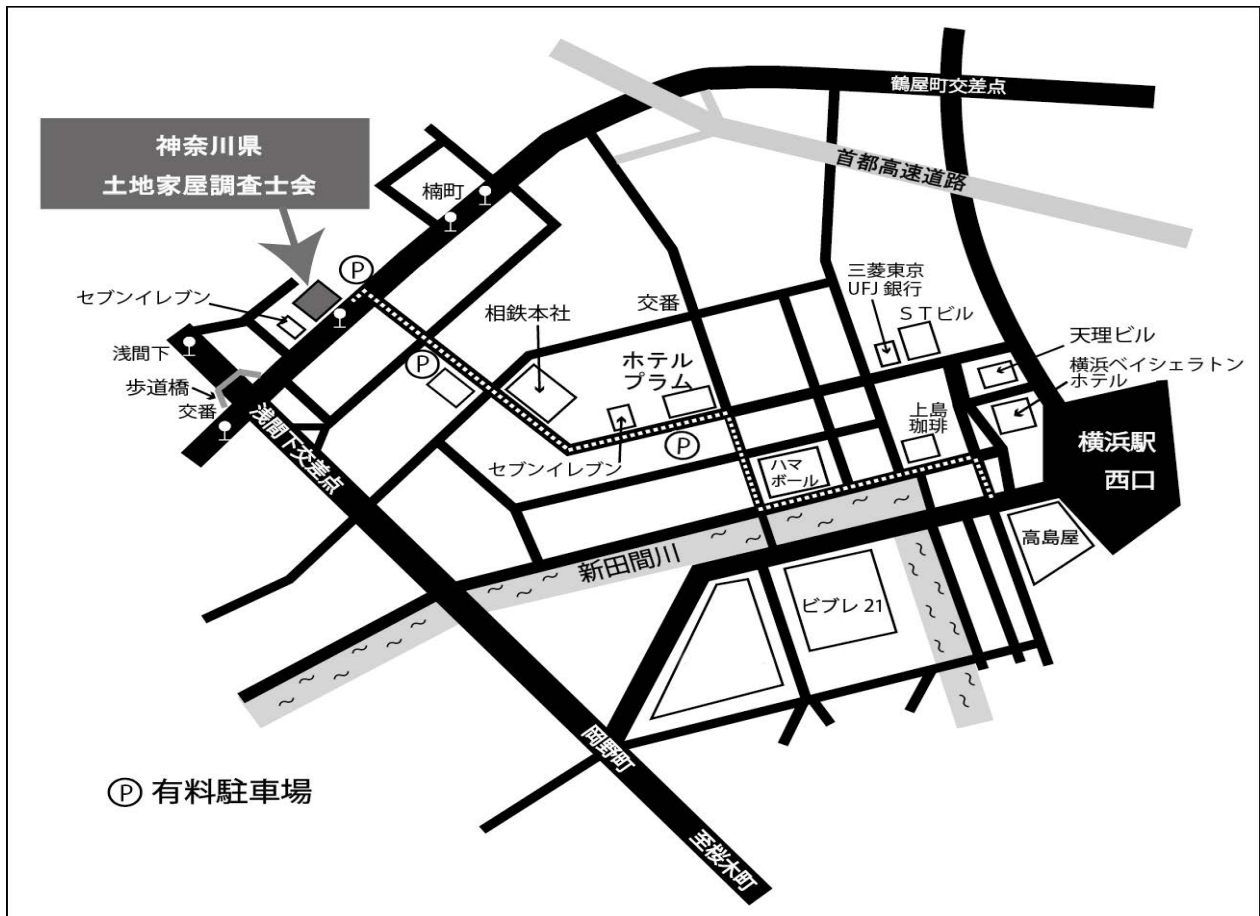 鶴屋町交差点
神奈川県
土地家屋調査士会
首都高速道路
楠町
P
セブンイレブン
相鉄本社
交番
三菱東京
UFJ 銀行
STビル
天理ビル
横浜ベイシェラトン
ホテル
浅間下
歩道橋
交番
P
ホテル
プラム
上島
珈琲
横浜駅
西口
浅間下交差点
セブンイレブン
P
ハマ
ボール
高島屋
新田間川
ビブレ 21
岡野町
P 有料駐車場
至桜木町